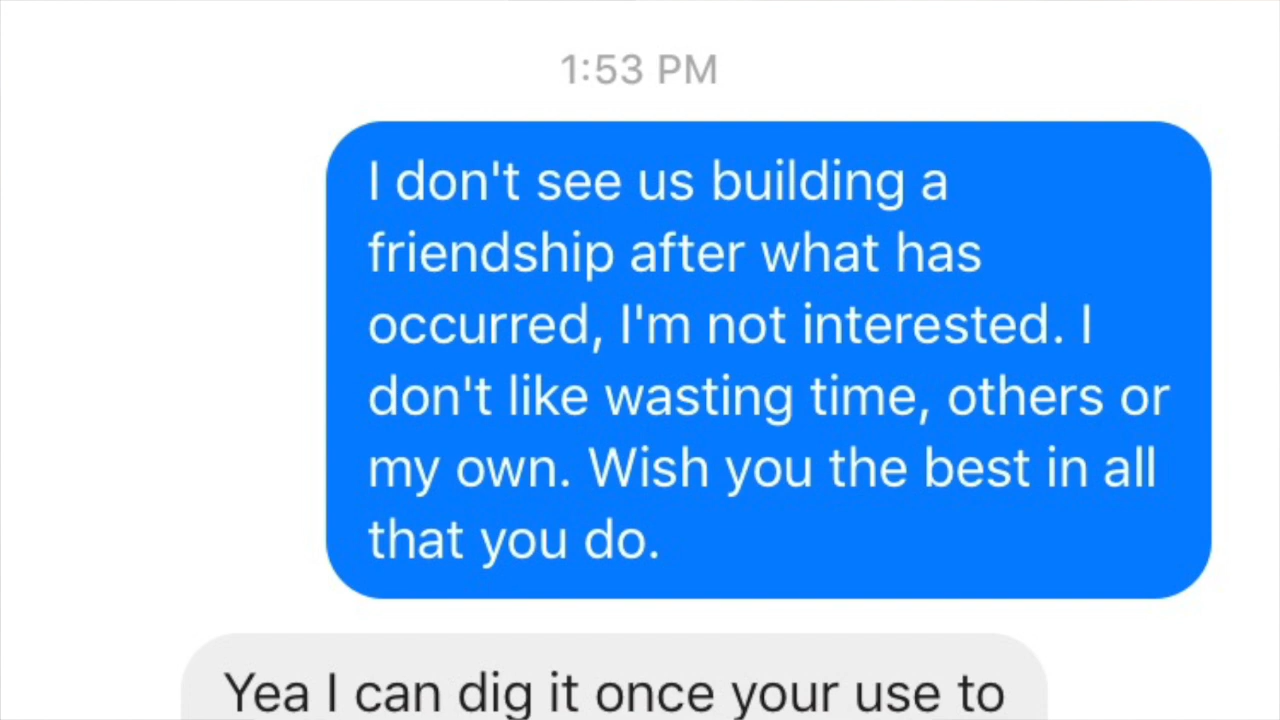 1:53 PM
I don't see us building a
friendship after what has
occurred, I'm not interested. I
don't like wasting time, others or
my own. Wish you the best in all
that you do.
Yea I can dig it once your use to